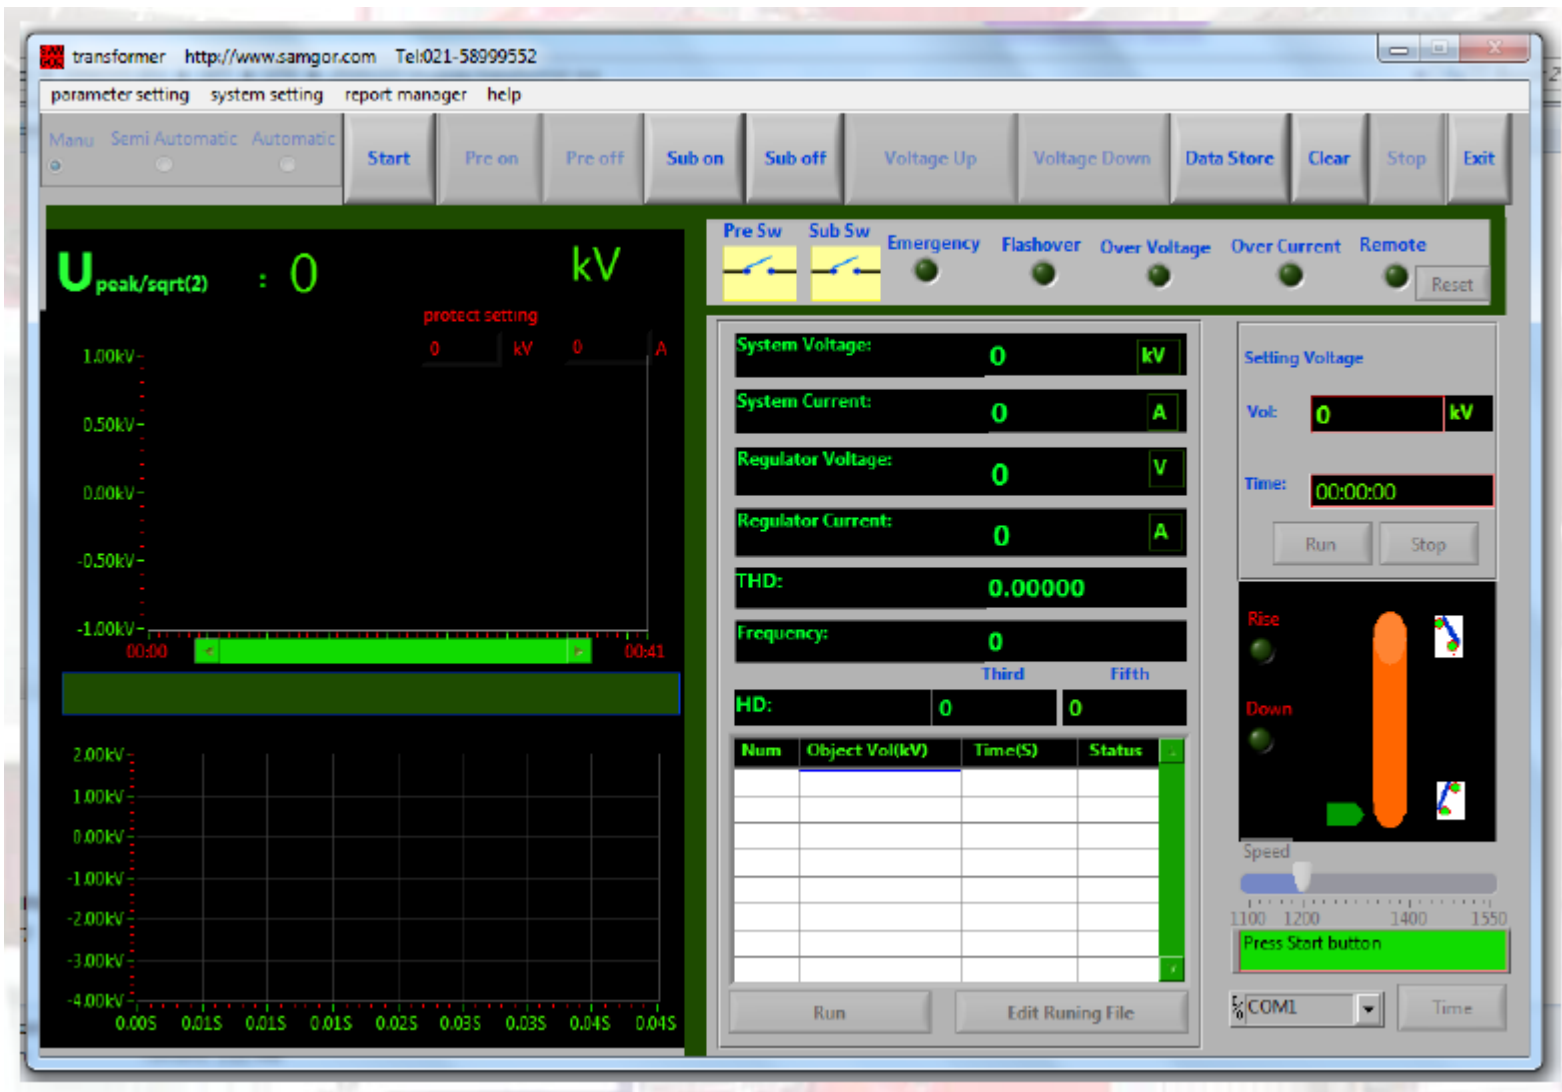 SAM
GOR
transformer http://www.samgor.com Tel:021-58999552
parameter setting system setting report manager help
Manu Semi Automatic Automatic
Start Pre on Pre off Sub on Sub off Voltage Up Voltage Down Data Store Clear Stop Exit
Upeak/sqrt(2) : 0 kV
protect setting
0 kV 0 A
1.00kV
0.50kV
0.00kV
-0.50kV
-1.00kV
00:00 00:41
2.00kV
1.00kV
0.00kV
-1.00kV
-2.00kV
-3.00kV
-4.00kV
0.00S 0.01S 0.01S 0.01S 0.02S 0.03S 0.03S 0.04S 0.04S
Pre Sw Sub Sw Emergency Flashover Over Voltage Over Current Remote
Reset
System Voltage: 0 kV
System Current: 0 A
Regulator Voltage: 0 V
Regulator Current: 0 A
THD: 0.00000
Frequency: 0
Third Fifth
HD: 0 0
Num Object Vol(kV) Time(S) Status
Run Edit Runing File
Setting Voltage
Vol: 0 kV
Time: 00:00:00
Run Stop
Rise
Down
Speed
1100 1200 1400 1550
Press Start button
I/O COM1 Time